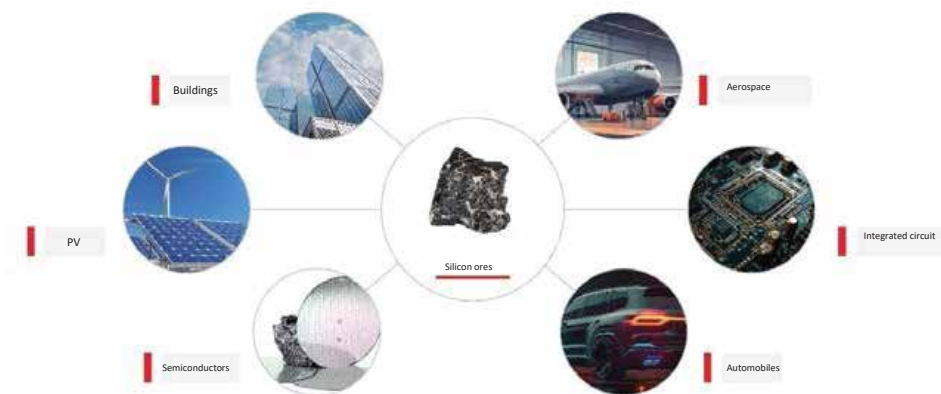 Buildings
Aerospace
PV
Integrated circuit
Silicon ores
Semiconductors
Automobiles